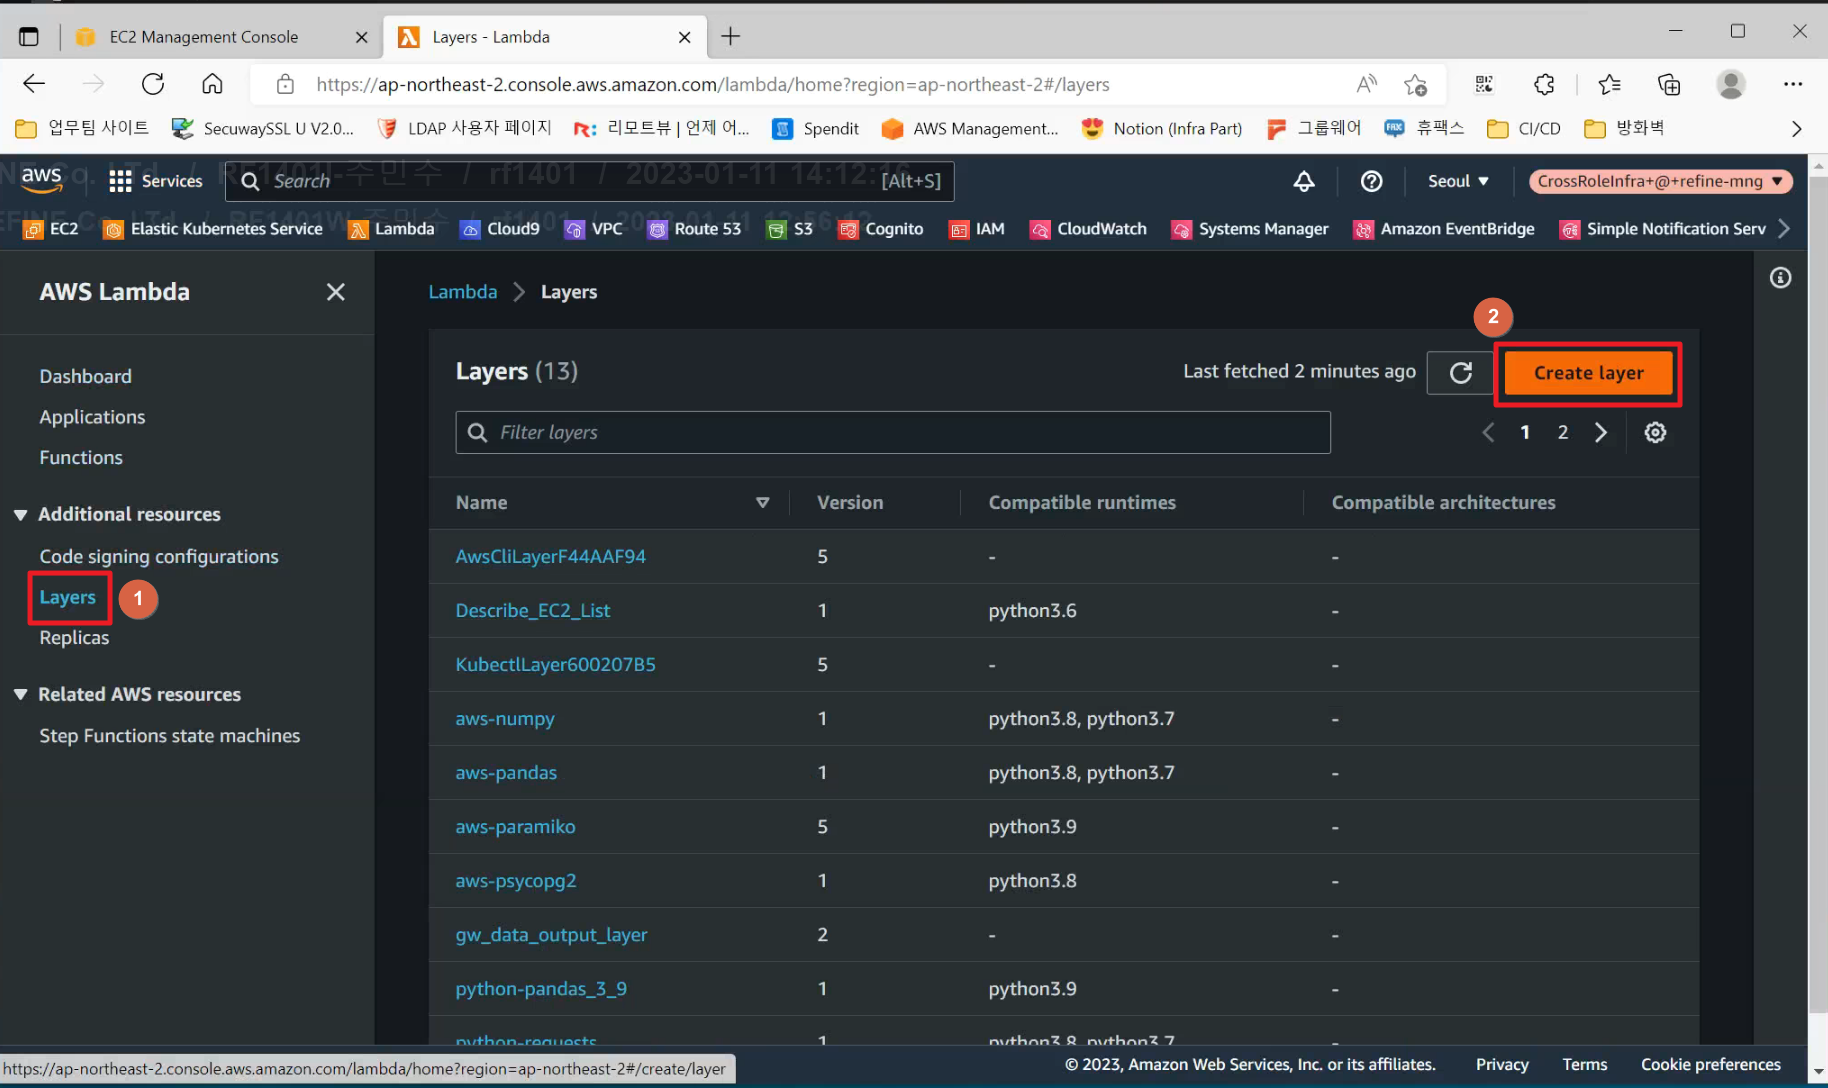 EC2 Management Console
Layers - Lambda
https://ap-northeast-2.console.aws.amazon.com/lambda/home?region=ap-northeast-2#/layers
업무팀 사이트
SecuwaySSL U V2.0...
LDAP 사용자 페이지
리모트뷰 | 언제 어...
Spendit
AWS Management...
Notion (Infra Part)
그룹웨어
휴팩스
CI/CD
방화벽
aws
Services
Search
[Alt+S]
Seoul
CrossRoleInfra+@+refine-mng
EC2
Elastic Kubernetes Service
Lambda
Cloud9
VPC
Route 53
S3
Cognito
IAM
CloudWatch
Systems Manager
Amazon EventBridge
Simple Notification Serv
AWS Lambda
Dashboard
Applications
Functions
Additional resources
Code signing configurations
Layers 1
Replicas
Related AWS resources
Step Functions state machines
Lambda > Layers
2
Layers (13)
Last fetched 2 minutes ago
Create layer
Filter layers
1 2
Name Version Compatible runtimes Compatible architectures
AwsCliLayerF44AAF94 5 - -
Describe_EC2_List 1 python3.6 -
KubectlLayer600207B5 5 - -
aws-numpy 1 python3.8, python3.7 -
aws-pandas 1 python3.8, python3.7 -
aws-paramiko 5 python3.9 -
aws-psycopg2 1 python3.8 -
gw_data_output_layer 2 - -
python-pandas_3_9 1 python3.9 -
python-requests 1 python3.8, python3.7 -
https://ap-northeast-2.console.aws.amazon.com/lambda/home?region=ap-northeast-2#/create/layer
© 2023, Amazon Web Services, Inc. or its affiliates.
Privacy
Terms
Cookie preferences